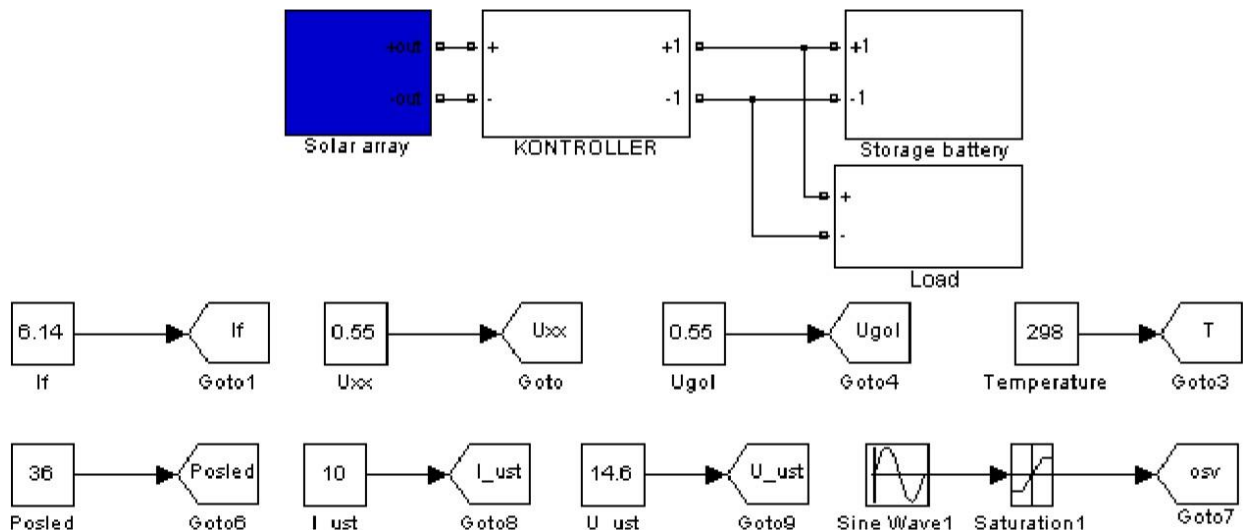 +out + +1 +1
-out - -1 -1
Solar array KONTROLLER Storage battery
+
-
Load
6.14 If 0.55 Uxx 0.55 Ugol 298 T
If Goto1 Uxx Goto Ugol Goto4 Temperature Goto3
36 Posled 10 I_ust 14.6 U_ust osv
Posled Goto6 I_ust Goto8 U_ust Goto9 Sine Wave1 Saturation1 Goto7